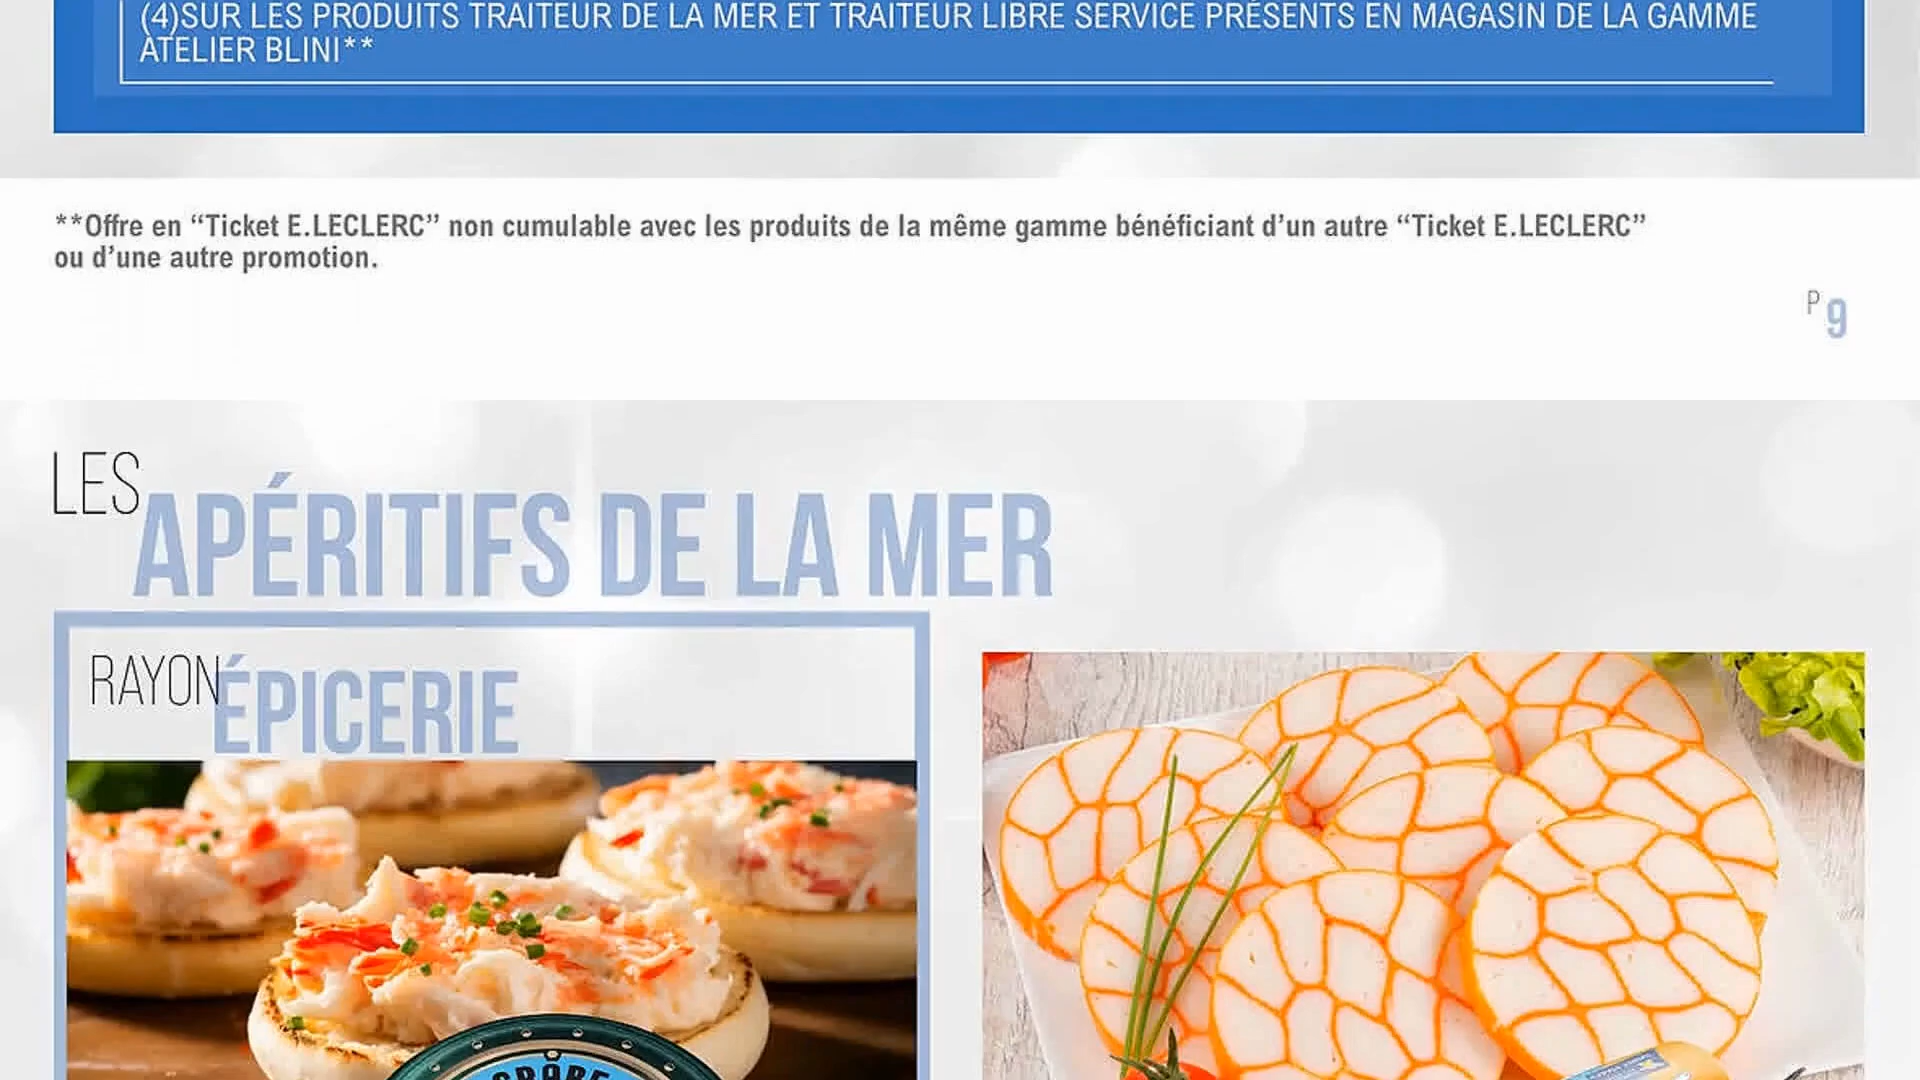 (4)SUR LES PRODUITS TRAITEUR DE LA MER ET TRAITEUR LIBRE SERVICE PRÉSENTS EN MAGASIN DE LA GAMME
ATELIER BLINI**
**Offre en “Ticket E.LECLERC” non cumulable avec les produits de la même gamme bénéficiant d’un autre “Ticket E.LECLERC”
ou d’une autre promotion.
P 9
LES
APÉRITIFS DE LA MER
RAYON
ÉPICERIE